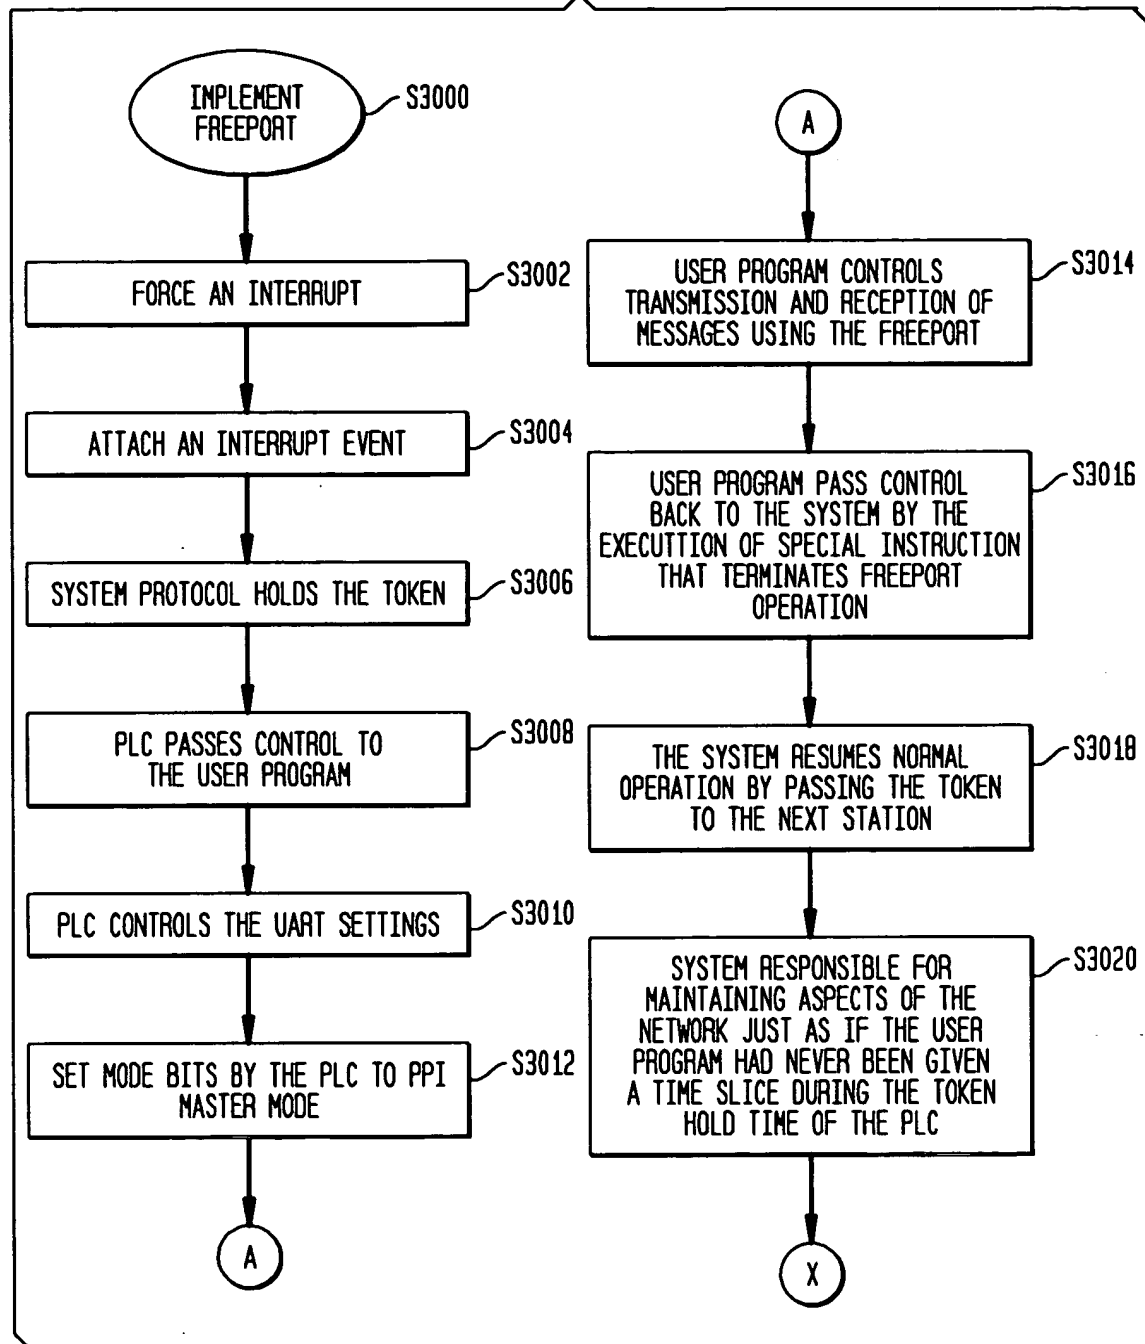 IMPLEMENT
FREEPORT
S3000
FORCE AN INTERRUPT
S3002
ATTACH AN INTERRUPT EVENT
S3004
SYSTEM PROTOCOL HOLDS THE TOKEN
S3006
PLC PASSES CONTROL TO
THE USER PROGRAM
S3008
PLC CONTROLS THE UART SETTINGS
S3010
SET MODE BITS BY THE PLC TO PPI
MASTER MODE
S3012
A
A
USER PROGRAM CONTROLS
TRANSMISSION AND RECEPTION OF
MESSAGES USING THE FREEPORT
S3014
USER PROGRAM PASS CONTROL
BACK TO THE SYSTEM BY THE
EXECUTTION OF SPECIAL INSTRUCTION
THAT TERMINATES FREEPORT
OPERATION
S3016
THE SYSTEM RESUMES NORMAL
OPERATION BY PASSING THE TOKEN
TO THE NEXT STATION
S3018
SYSTEM RESPONSIBLE FOR
MAINTAINING ASPECTS OF THE
NETWORK JUST AS IF THE USER
PROGRAM HAD NEVER BEEN GIVEN
A TIME SLICE DURING THE TOKEN
HOLD TIME OF THE PLC
S3020
X